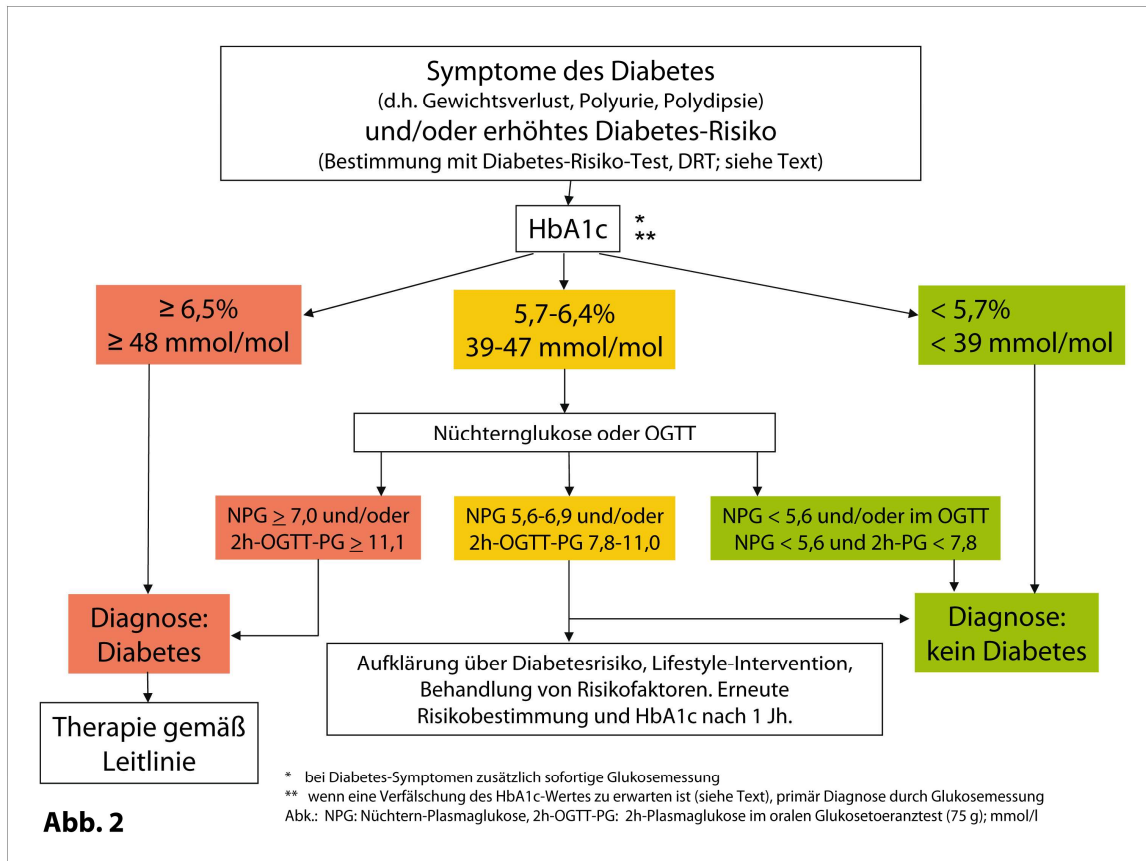 Symptome des Diabetes
(d.h. Gewichtsverlust, Polyurie, Polydipsie)
und/oder erhöhtes Diabetes-Risiko
(Bestimmung mit Diabetes-Risiko-Test, DRT; siehe Text)
HbA1c
*
**
≥ 6,5%
≥ 48 mmol/mol
5,7-6,4%
39-47 mmol/mol
< 5,7%
< 39 mmol/mol
Nüchternglukose oder OGTT
NPG ≥ 7,0 und/oder
2h-OGTT-PG ≥ 11,1
NPG 5,6-6,9 und/oder
2h-OGTT-PG 7,8-11,0
NPG < 5,6 und/oder im OGTT
NPG < 5,6 und 2h-PG < 7,8
Diagnose:
Diabetes
Aufklärung über Diabetesrisiko, Lifestyle-Intervention,
Behandlung von Risikofaktoren. Erneute
Risikobestimmung und HbA1c nach 1 Jh.
Diagnose:
kein Diabetes
Therapie gemäß
Leitlinie
* bei Diabetes-Symptomen zusätzlich sofortige Glukosemessung
** wenn eine Verfälschung des HbA1c-Wertes zu erwarten ist (siehe Text), primär Diagnose durch Glukosemessung
Abk.: NPG: Nüchtern-Plasmaglukose, 2h-OGTT-PG: 2h-Plasmaglukose im oralen Glukosetoeranztest (75 g); mmol/l
Abb. 2